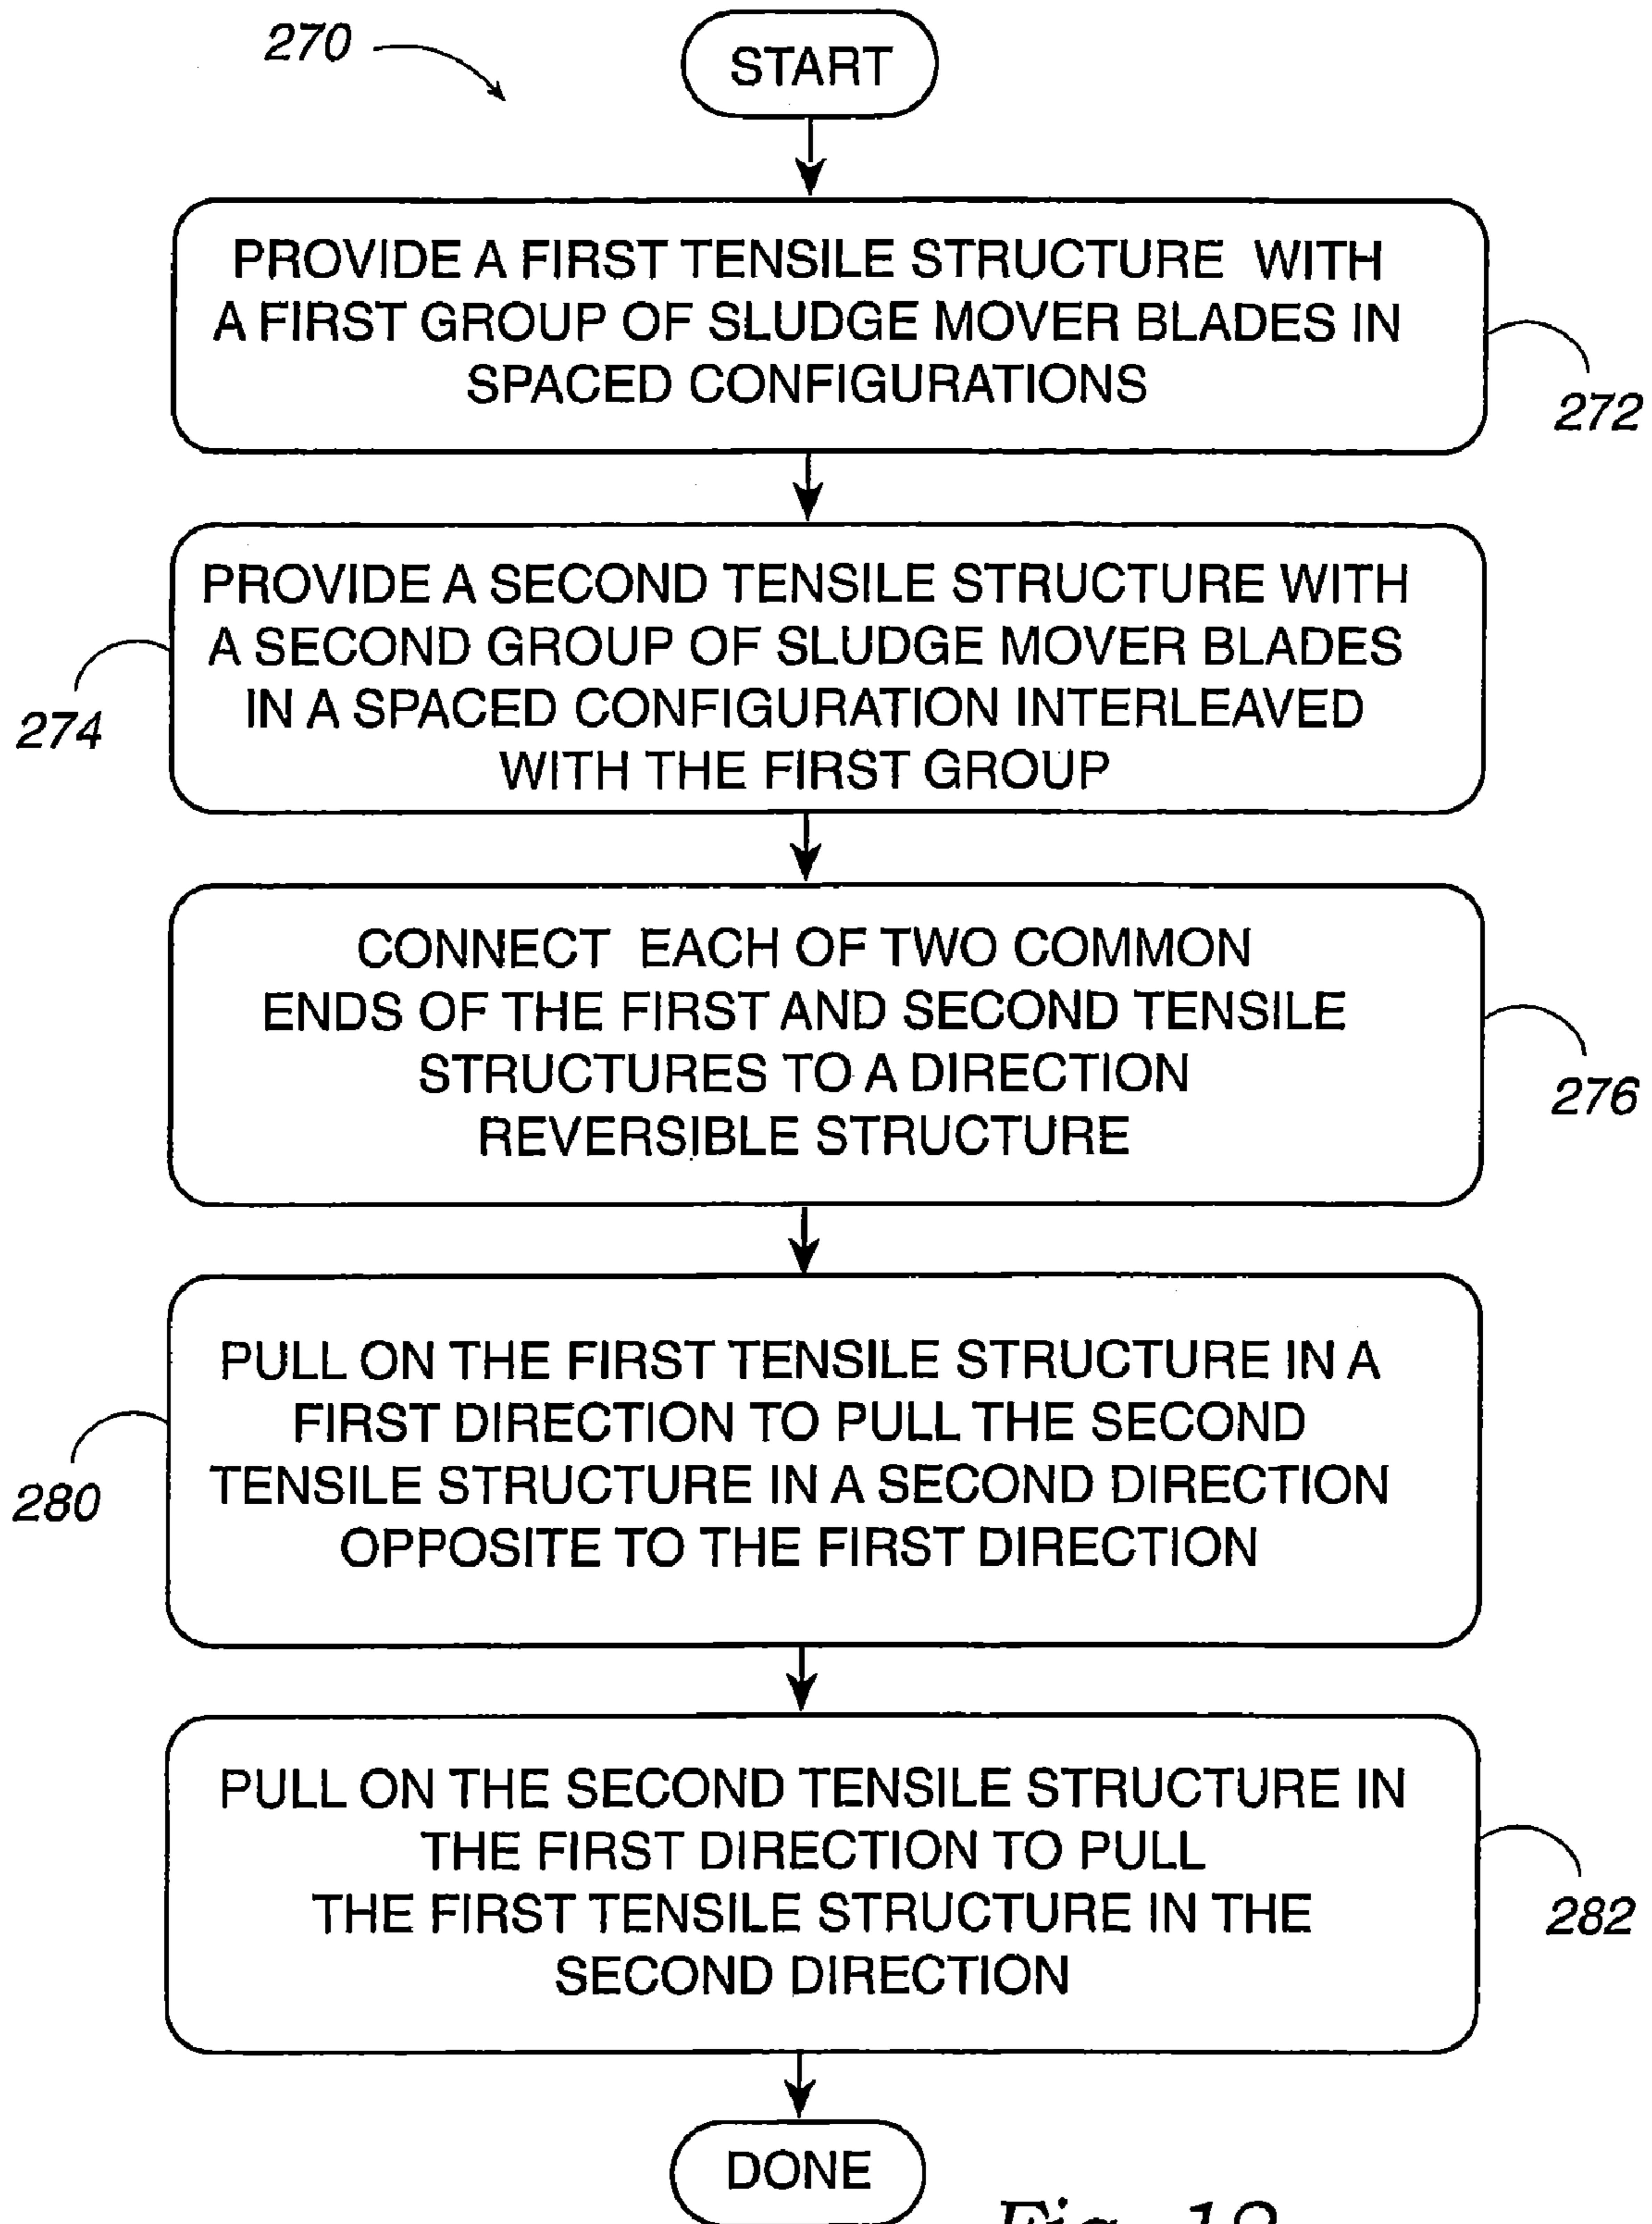 270
START
PROVIDE A FIRST TENSILE STRUCTURE WITH
A FIRST GROUP OF SLUDGE MOVER BLADES IN
SPACED CONFIGURATIONS
272
PROVIDE A SECOND TENSILE STRUCTURE WITH
A SECOND GROUP OF SLUDGE MOVER BLADES
IN A SPACED CONFIGURATION INTERLEAVED
WITH THE FIRST GROUP
274
CONNECT EACH OF TWO COMMON
ENDS OF THE FIRST AND SECOND TENSILE
STRUCTURES TO A DIRECTION
REVERSIBLE STRUCTURE
276
PULL ON THE FIRST TENSILE STRUCTURE IN A
FIRST DIRECTION TO PULL THE SECOND
TENSILE STRUCTURE IN A SECOND DIRECTION
OPPOSITE TO THE FIRST DIRECTION
280
PULL ON THE SECOND TENSILE STRUCTURE IN
THE FIRST DIRECTION TO PULL
THE FIRST TENSILE STRUCTURE IN THE
SECOND DIRECTION
282
DONE
Fig.